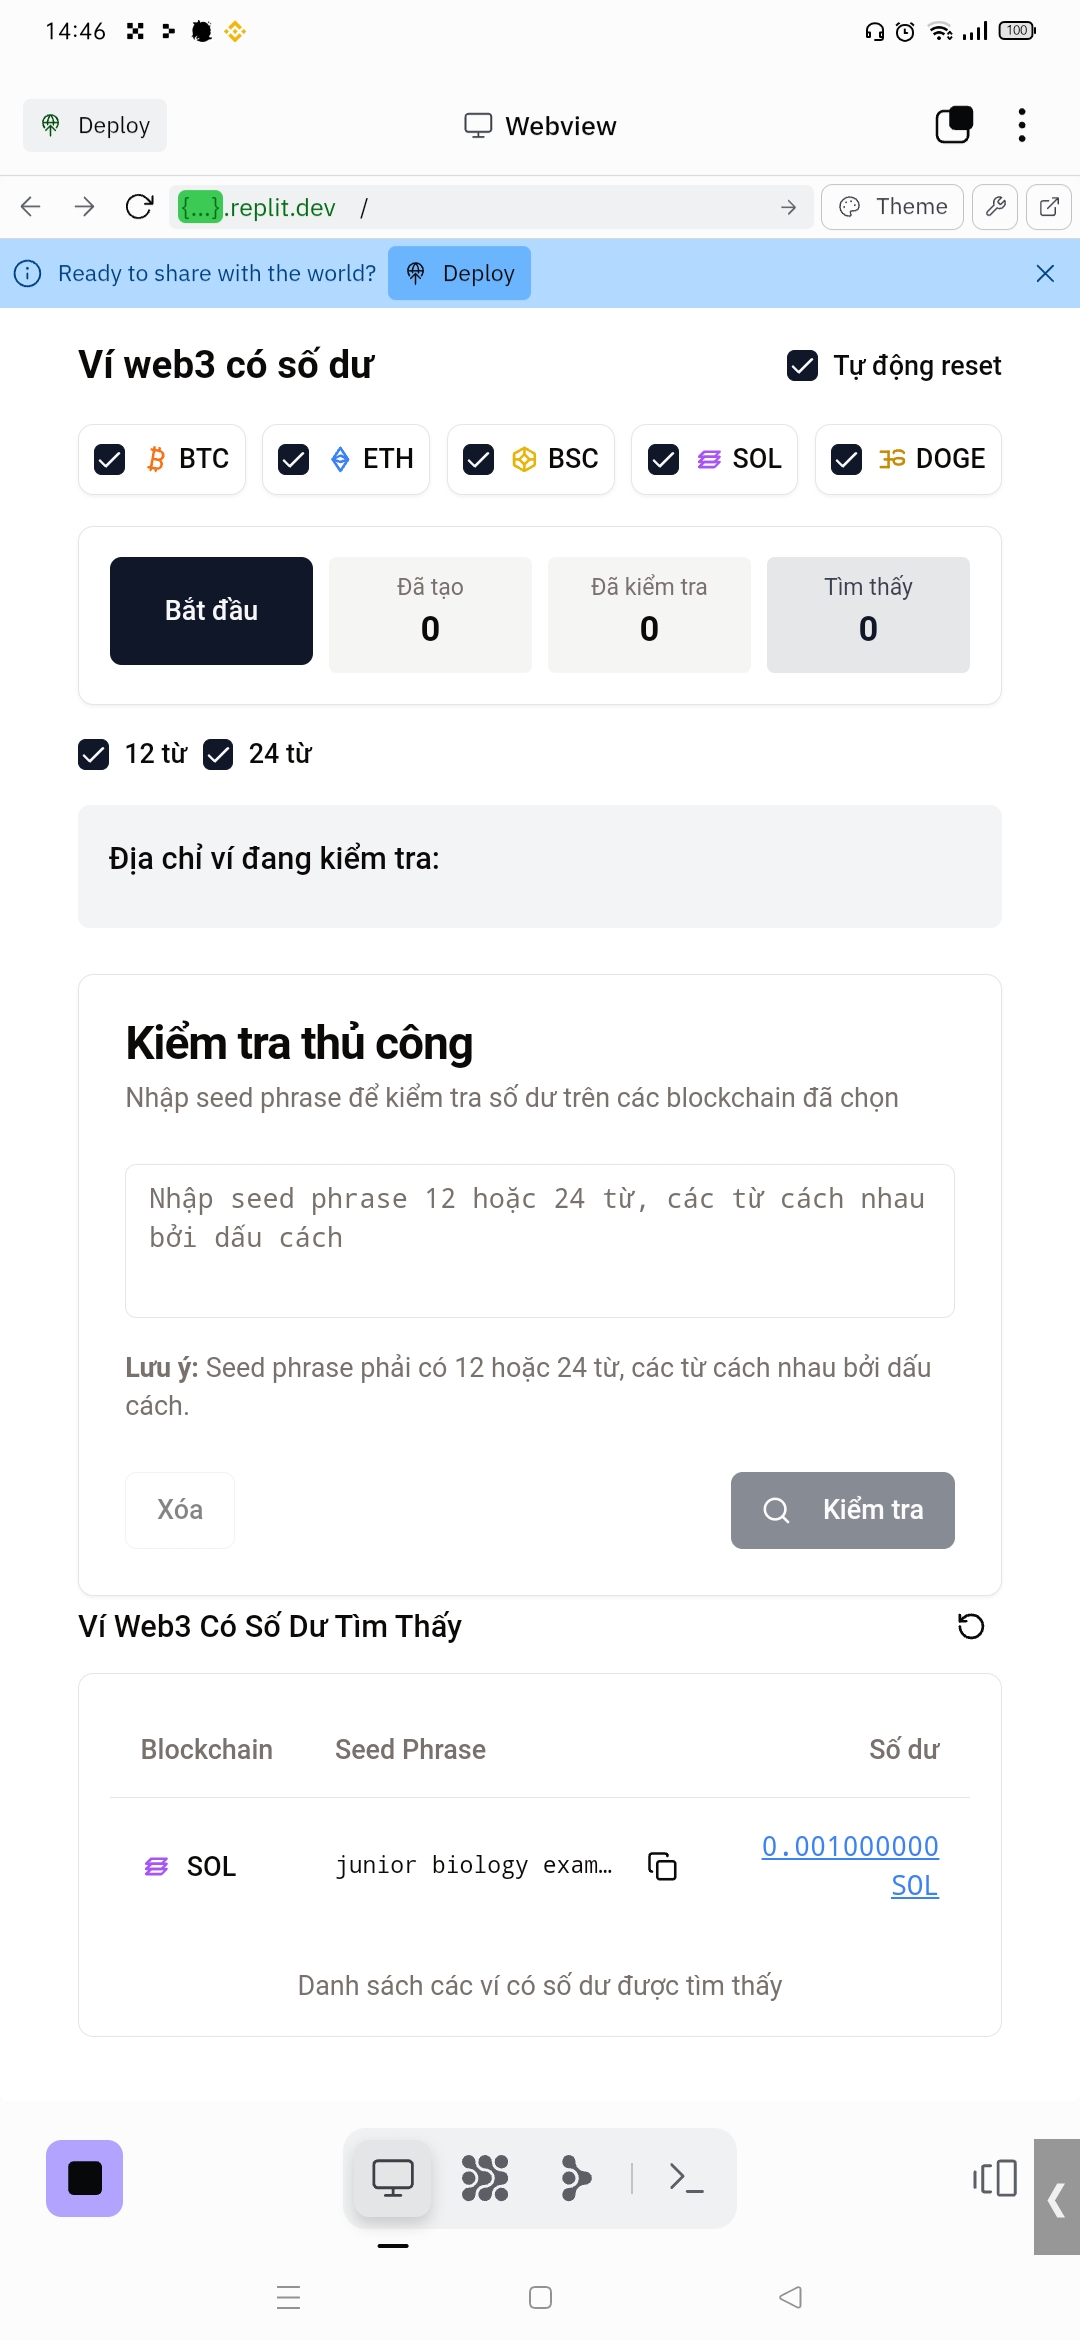 14:46
100
Deploy
Webview
{...}.replit.dev /
Theme
Ready to share with the world?
Deploy
Ví web3 có số dư
Tự động reset
BTC
ETH
BSC
SOL
DOGE
Bắt đầu
Đã tạo
0
Đã kiểm tra
0
Tìm thấy
0
12 từ
24 từ
Địa chỉ ví đang kiểm tra:
Kiểm tra thủ công
Nhập seed phrase để kiểm tra số dư trên các blockchain đã chọn
Nhập seed phrase 12 hoặc 24 từ, các từ cách nhau
bởi dấu cách
Lưu ý: Seed phrase phải có 12 hoặc 24 từ, các từ cách nhau bởi dấu
cách.
Xóa
Kiểm tra
Ví Web3 Có Số Dư Tìm Thấy
Blockchain
Seed Phrase
Số dư
SOL
junior biology exam…
0.001000000
SOL
Danh sách các ví có số dư được tìm thấy